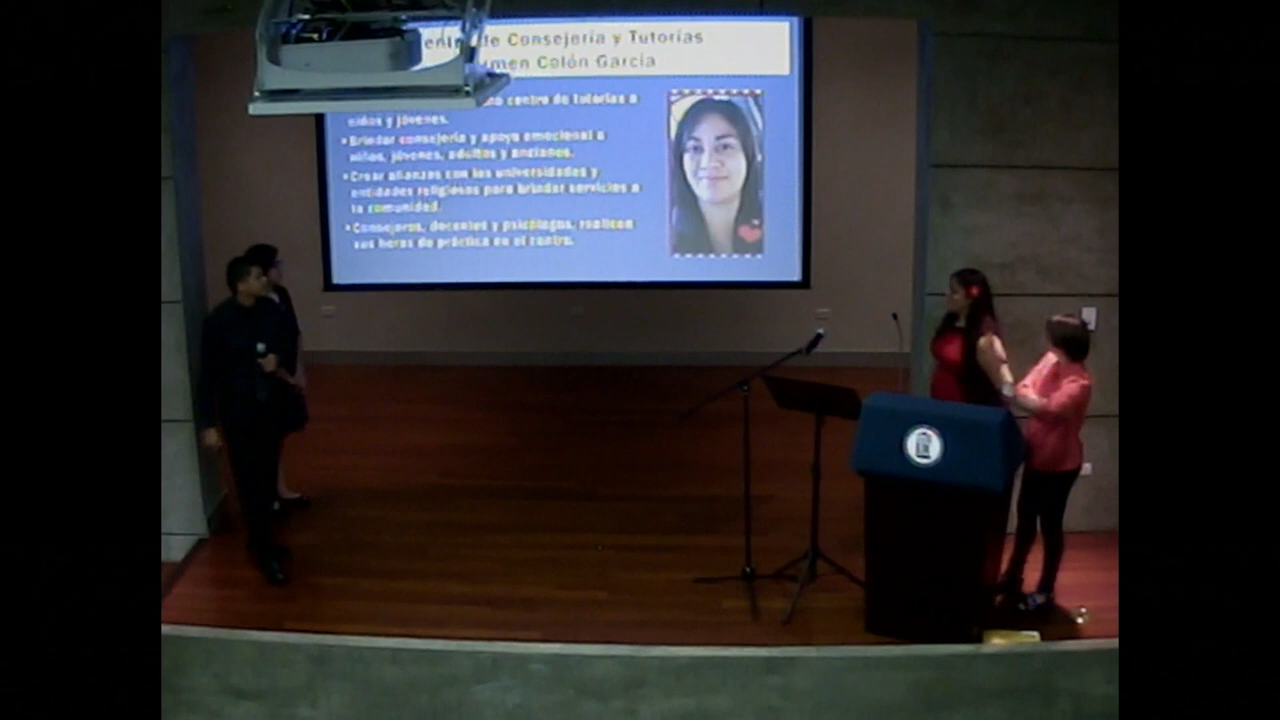 de Consejería y Tutorías
Colón García
centro de tutorías a
niños y jóvenes.
• Brindar consejería y apoyo emocional a
niños, jóvenes, adultos y ancianos.
• Crear alianzas con las universidades y
entidades religiosas para brindar servicios a
la comunidad.
• Consejeros, docentes y psicólogos, realicen
sus horas de práctica en el centro.